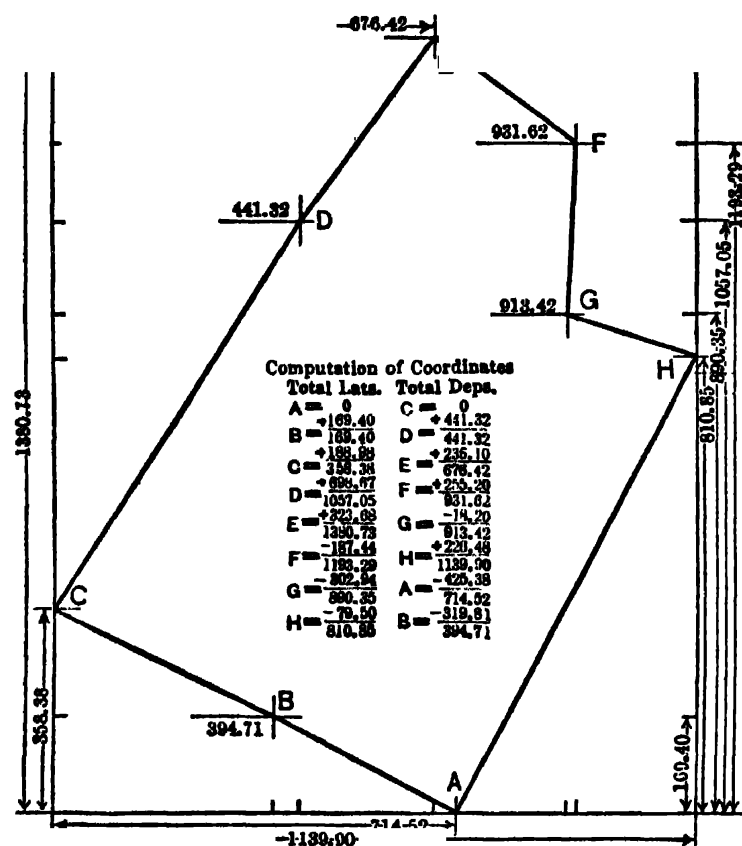 676.42
931.62 F
441.32 D
913.42 G
H
1380.73
1193.29
1057.05
890.35
810.85
Computation of Coordinates
Total Lats. Total Deps.
A = 0 C = 0
+169.40 +441.32
B = 169.40 D = 441.32
+188.98 +235.10
C = 358.38 E = 676.42
+698.67 +255.20
D = 1057.05 F = 931.62
+323.68 -18.20
E = 1380.73 G = 913.42
-187.44 +226.48
F = 1193.29 H = 1139.90
-302.94 -425.38
G = 890.35 A = 714.52
-79.50 -319.81
H = 810.85 B = 394.71
C
358.38
B
394.71
169.40
A
714.52
1139.90